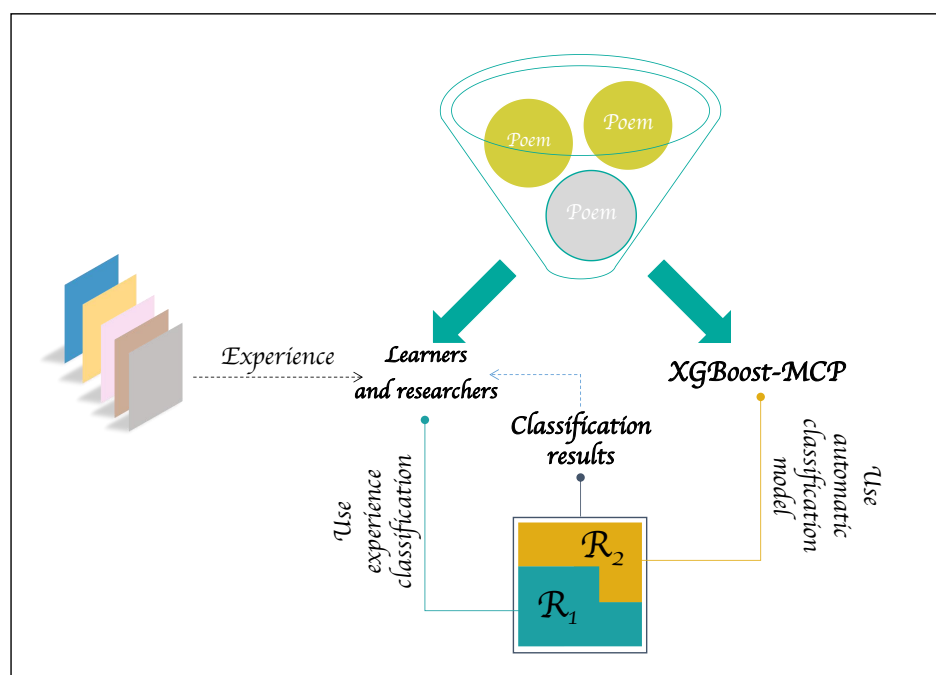 Poem
Poem
Poem
Experience
Learners
and researchers
XGBoost-MCP
Classification
results
Use
experience
classification
Use
automatic
classification
model
R2
R1